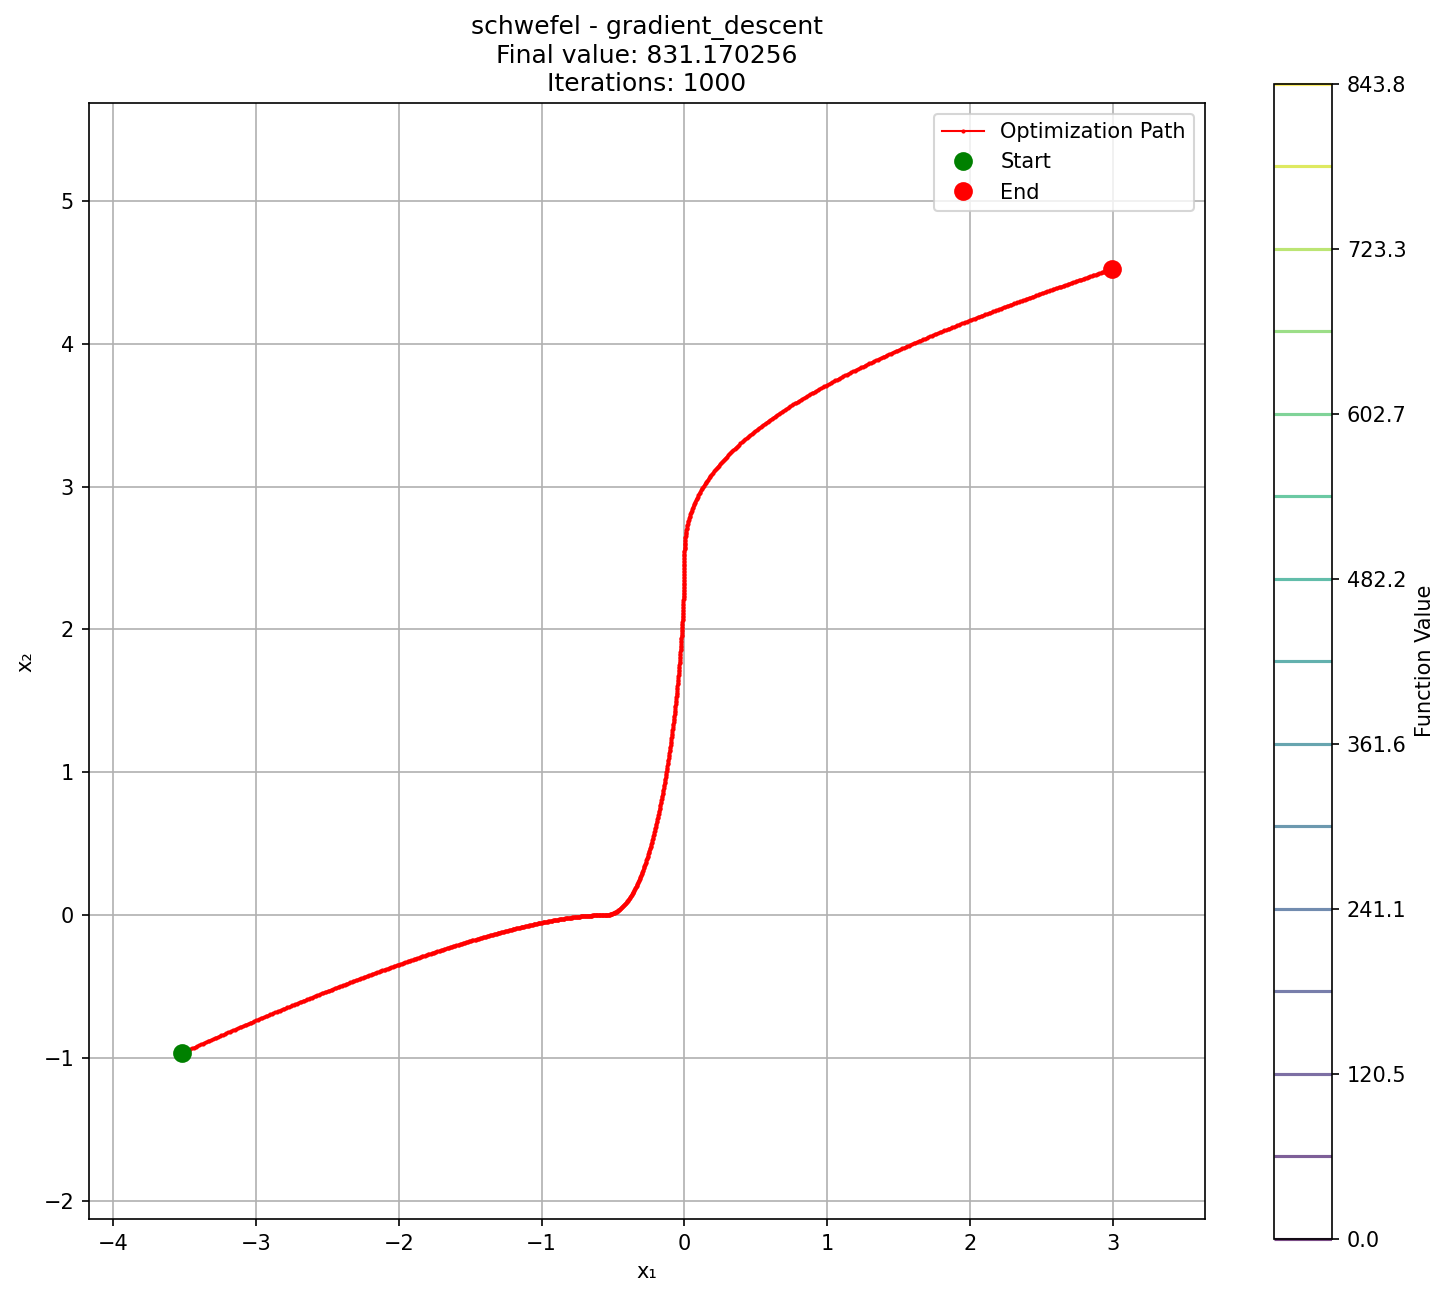 schwefel - gradient_descent
Final value: 831.170256
Iterations: 1000
Optimization Path
Start
End
5
4
3
2
1
0
−1
−2
x₂
−4
−3
−2
−1
0
1
2
3
x₁
843.8
723.3
602.7
482.2
361.6
241.1
120.5
0.0
Function Value